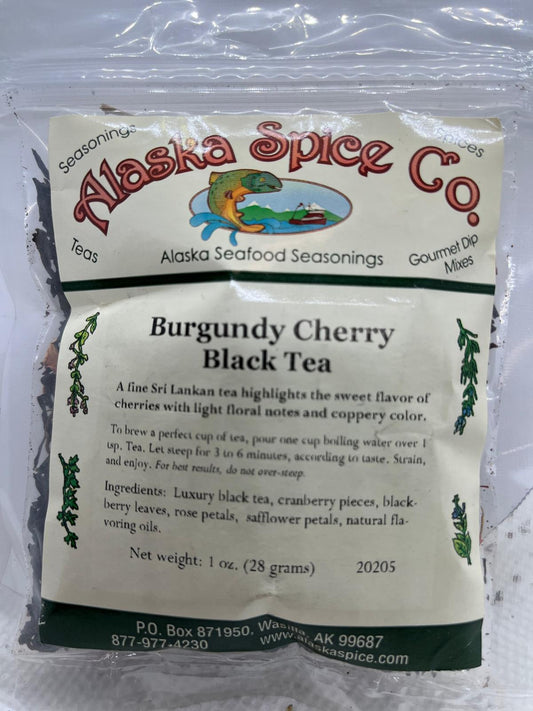 Seasonings
Spices
Alaska Spice Co.
Teas
Alaska Seafood Seasonings
Gourmet Dip
Mixes
Burgundy Cherry
Black Tea
A fine Sri Lankan tea highlights the sweet flavor of
cherries with light floral notes and coppery color.
To brew a perfect cup of tea, pour one cup boiling water over 1
tsp. Tea. Let steep for 3 to 6 minutes, according to taste. Strain,
and enjoy. For best results, do not over-steep.
Ingredients: Luxury black tea, cranberry pieces, black-
berry leaves, rose petals, safflower petals, natural fla-
voring oils.
Net weight: 1 oz. (28 grams) 20205
P.O. Box 871950, Wasilla, AK 99687
877-977-4230 www.alaskaspice.com